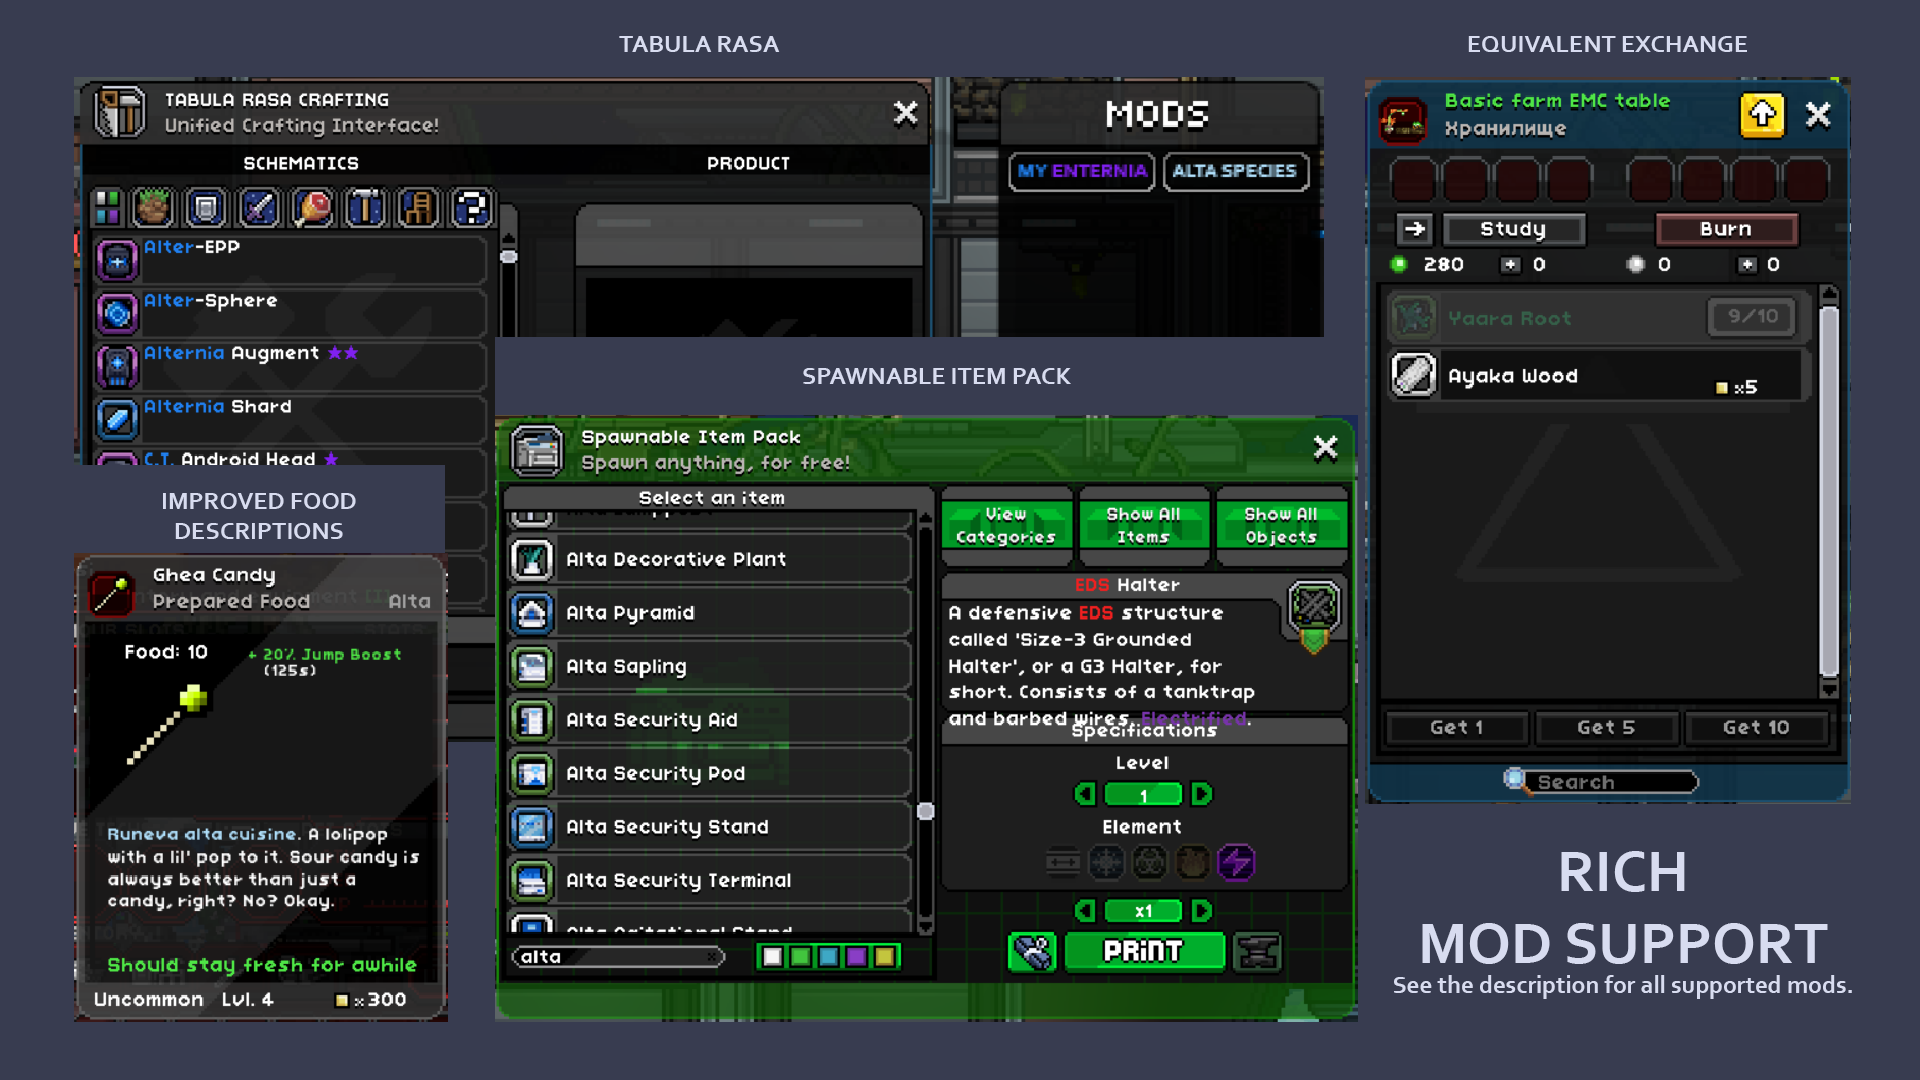 TABULA RASA
TABULA RASA CRAFTING
Unified Crafting Interface!
SCHEMATICS
PRODUCT
Alter-EPP
Alter-Sphere
Alternia Augment ★★
Alternia Shard
C.T. Android Head ★
MODS
MY ENTERNIA
ALTA SPECIES
EQUIVALENT EXCHANGE
Basic farm EMC table
Хранилище
Study
Burn
280
0
0
0
Yaara Root
9/10
Ayaka Wood
x5
Get 1
Get 5
Get 10
Search
IMPROVED FOOD
DESCRIPTIONS
Ghea Candy
Prepared Food
Alta
Food: 10
+ 20% Jump Boost
(125s)
Runeva alta cuisine. A lolipop
with a lil' pop to it. Sour candy is
always better than just a
candy, right? No? Okay.
Should stay fresh for awhile
Uncommon Lvl. 4
x300
SPAWNABLE ITEM PACK
Spawnable Item Pack
Spawn anything, for free!
Select an item
Alta Decorative Plant
Alta Pyramid
Alta Sapling
Alta Security Aid
Alta Security Pod
Alta Security Stand
Alta Security Terminal
alta
View
Categories
Show All
Items
Show All
Objects
EDS Halter
A defensive EDS structure
called 'Size-3 Grounded
Halter', or a G3 Halter, for
short. Consists of a tanktrap
and barbed wires. Electrified.
Specifications
Level
1
Element
x1
PRINT
RICH
MOD SUPPORT
See the description for all supported mods.